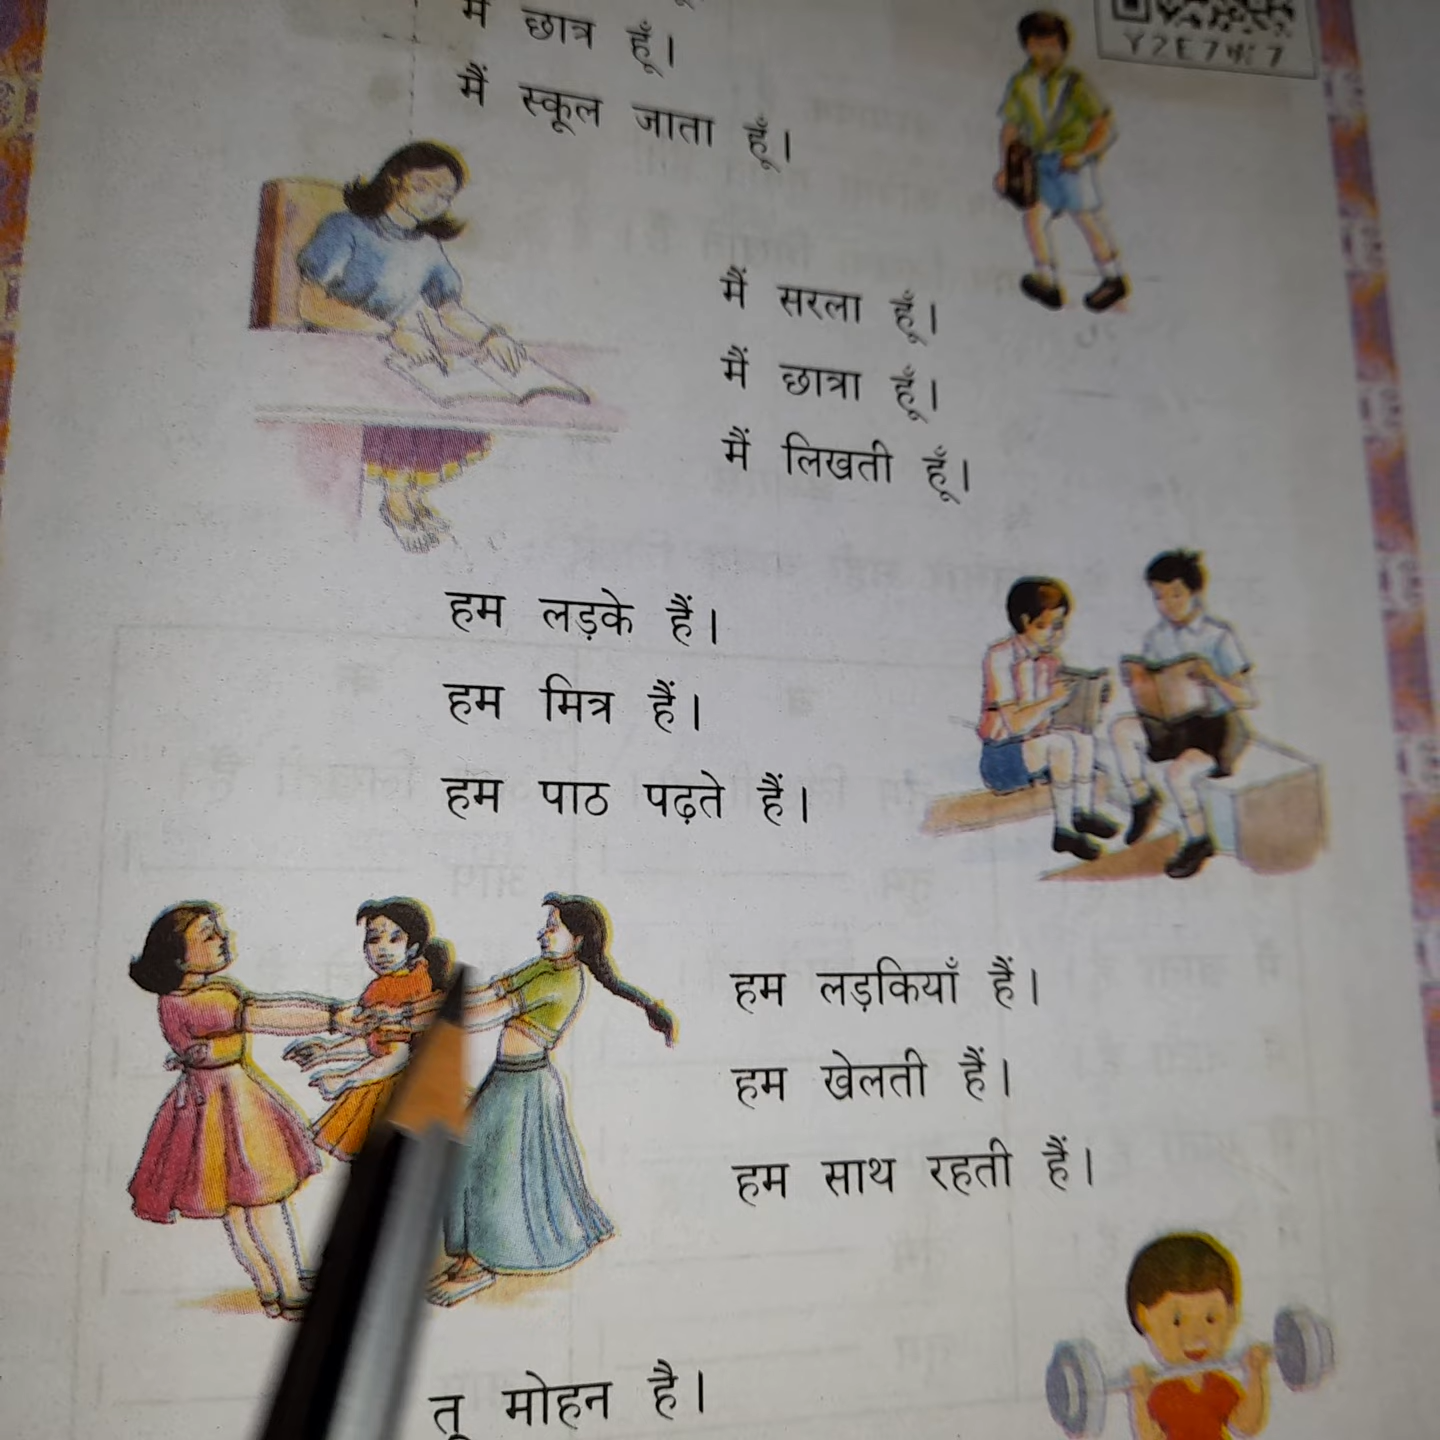 मैं छात्र हूँ।
मैं स्कूल जाता हूँ।
मैं सरला हूँ।
मैं छात्रा हूँ।
मैं लिखती हूँ।
हम लड़के हैं।
हम मित्र हैं।
हम पाठ पढ़ते हैं।
हम लड़कियाँ हैं।
हम खेलती हैं।
हम साथ रहती हैं।
तू मोहन है।